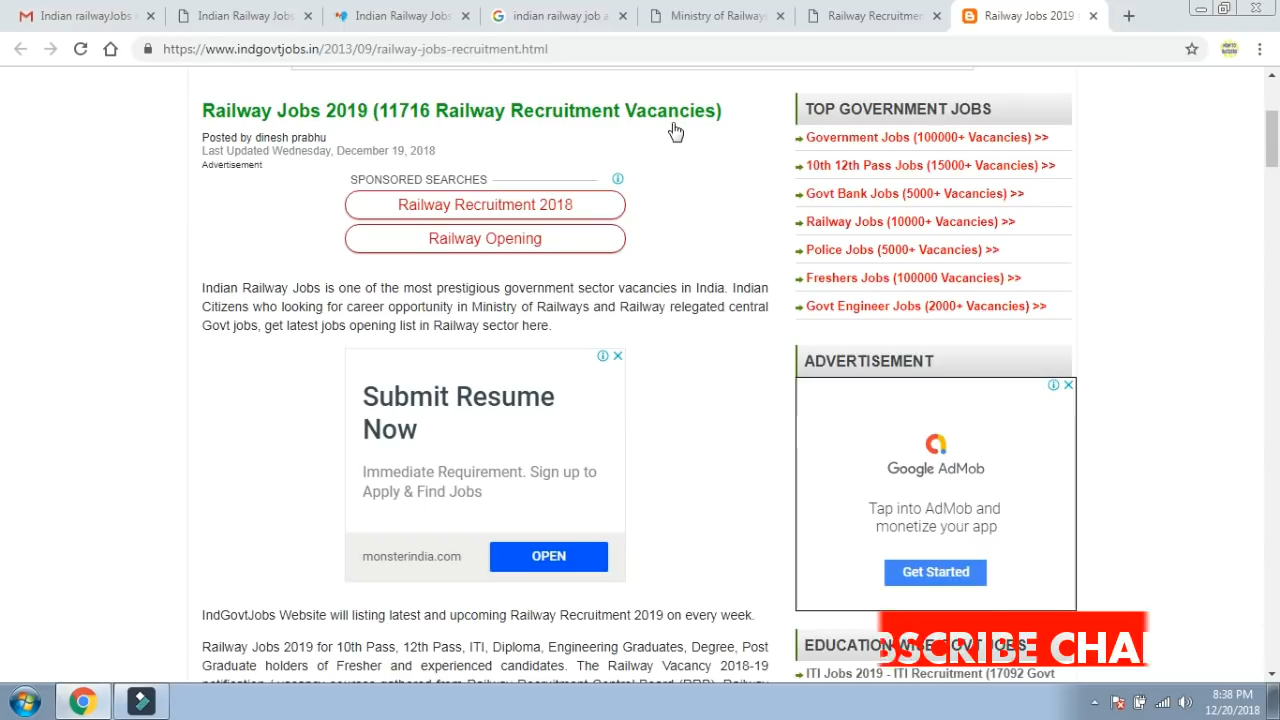 Indian railwayJobs a
Indian Railway Jobs
Indian Railway Jobs
indian railway job a
Ministry of Railways
Railway Recruitmen
Railway Jobs 2019
https://www.indgovtjobs.in/2013/09/railway-jobs-recruitment.html
Railway Jobs 2019 (11716 Railway Recruitment Vacancies)
Posted by dinesh prabhu
Last Updated Wednesday, December 19, 2018
Advertisement
SPONSORED SEARCHES
Railway Recruitment 2018
Railway Opening
Indian Railway Jobs is one of the most prestigious government sector vacancies in India. Indian
Citizens who looking for career opportunity in Ministry of Railways and Railway relegated central
Govt jobs, get latest jobs opening list in Railway sector here.
Submit Resume
Now
Immediate Requirement. Sign up to
Apply & Find Jobs
monsterindia.com
OPEN
IndGovtJobs Website will listing latest and upcoming Railway Recruitment 2019 on every week.
Railway Jobs 2019 for 10th Pass, 12th Pass, ITI, Diploma, Engineering Graduates, Degree, Post
Graduate holders of Fresher and experienced candidates. The Railway Vacancy 2018-19
TOP GOVERNMENT JOBS
Government Jobs (100000+ Vacancies) >>
10th 12th Pass Jobs (15000+ Vacancies) >>
Govt Bank Jobs (5000+ Vacancies) >>
Railway Jobs (10000+ Vacancies) >>
Police Jobs (5000+ Vacancies) >>
Freshers Jobs (100000 Vacancies) >>
Govt Engineer Jobs (2000+ Vacancies) >>
ADVERTISEMENT
Google AdMob
Tap into AdMob and
monetize your app
Get Started
EDUCATION WISE GOVT JOBS
BSCRIBE CHA
ITI Jobs 2019 - ITI Recruitment (17092 Govt
8:38 PM
12/20/2018